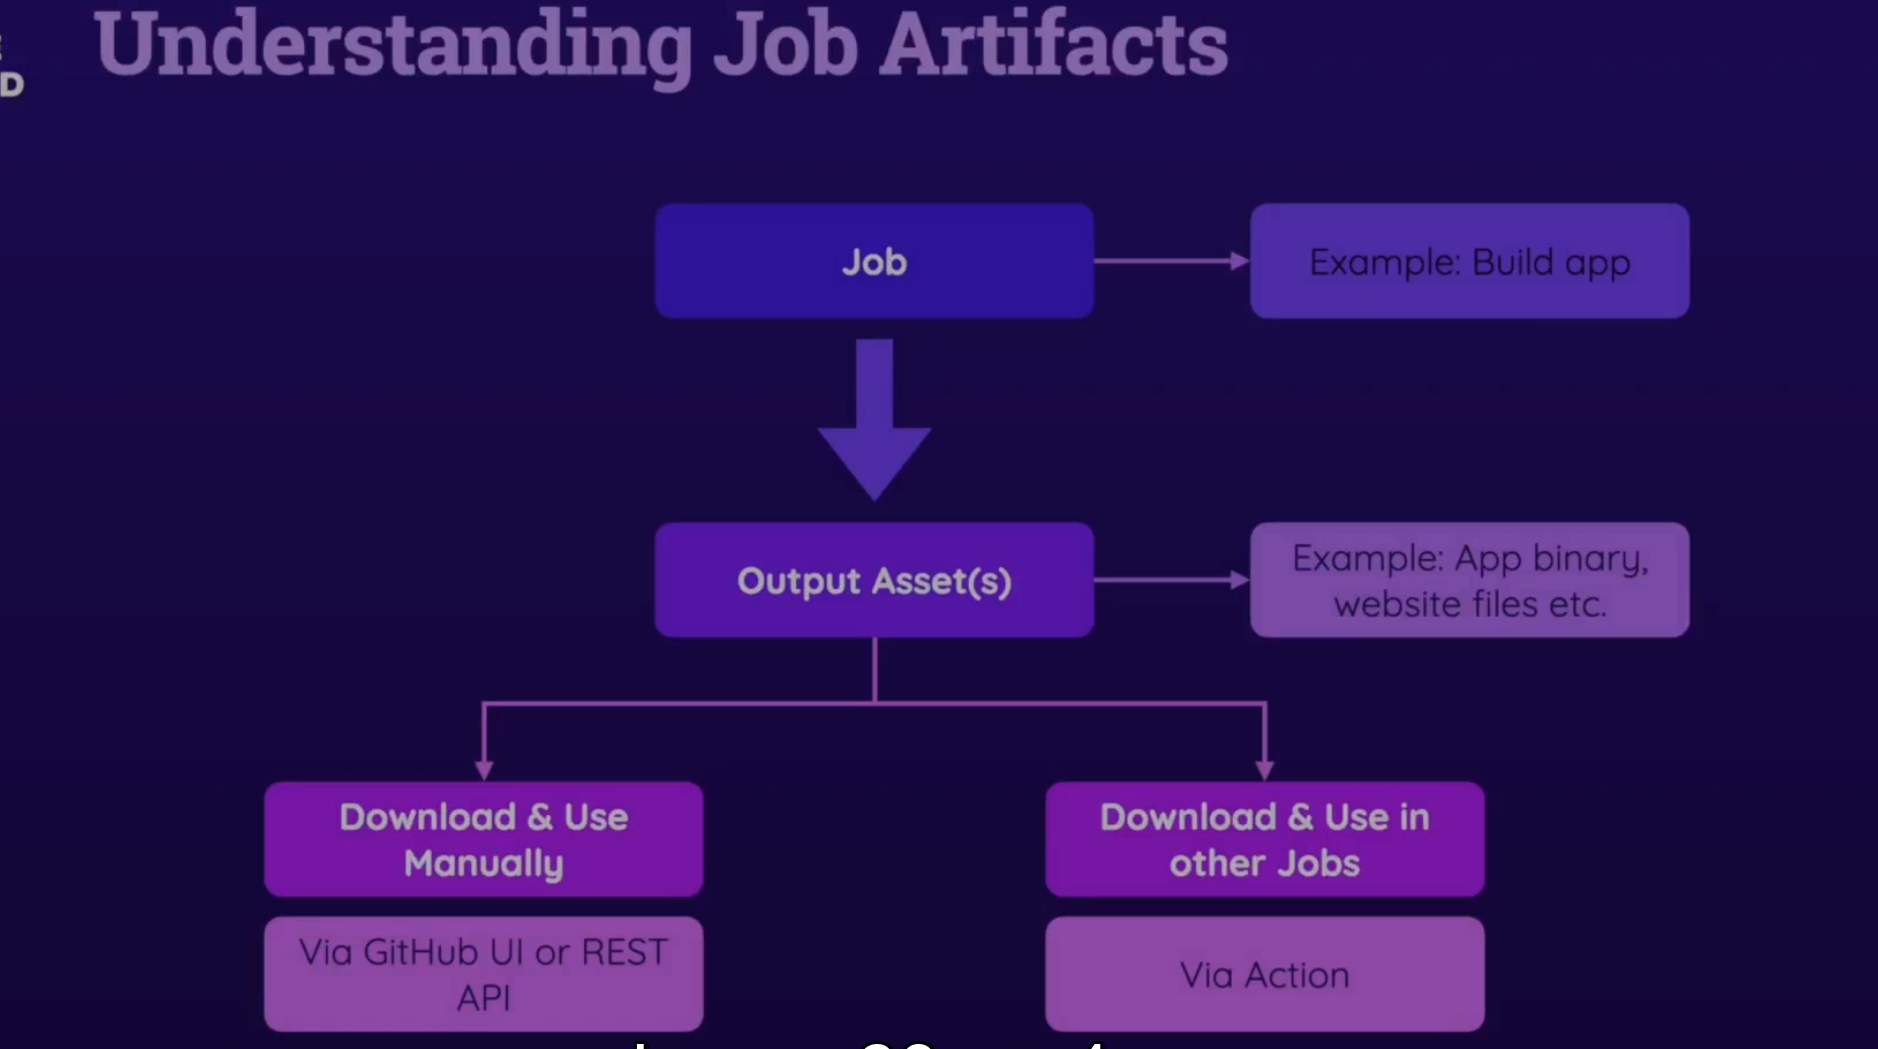 Understanding Job Artifacts
D
Job
Example: Build app
Output Asset(s)
Example: App binary,
website files etc.
Download & Use
Manually
Download & Use in
other Jobs
Via GitHub UI or REST
API
Via Action